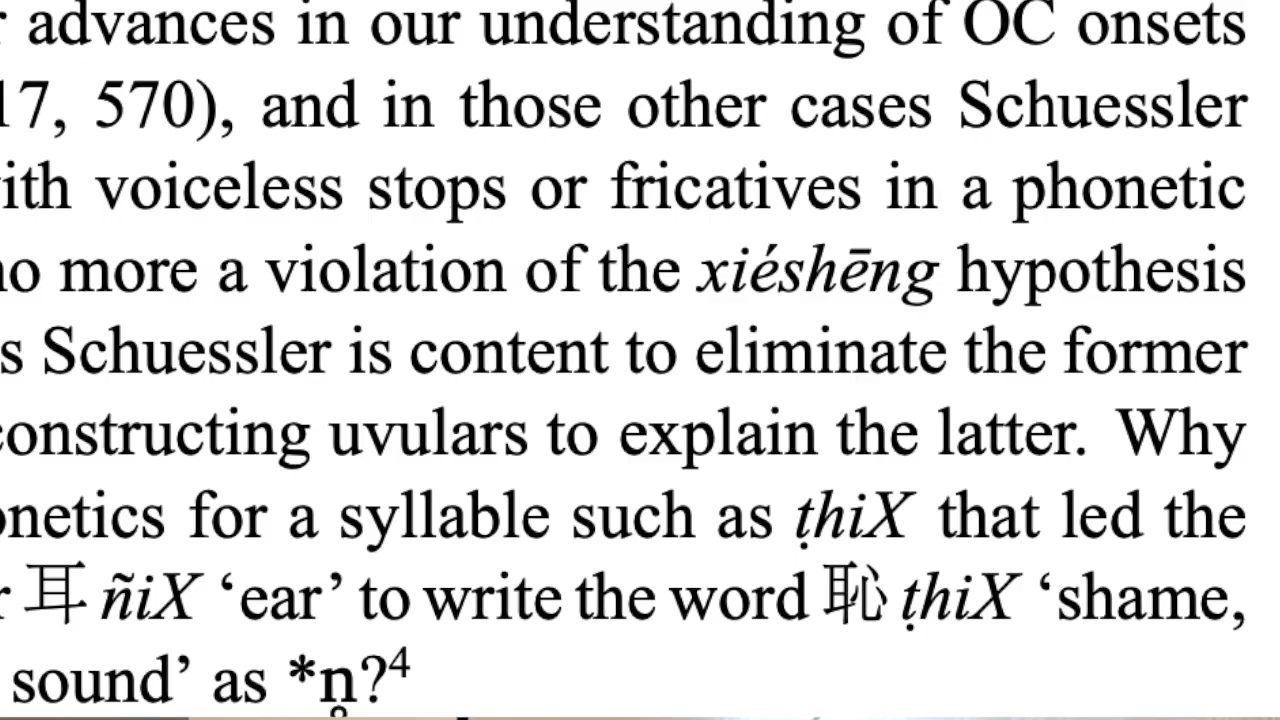 advances in our understanding of OC onsets
17, 570), and in those other cases Schuessler
ith voiceless stops or fricatives in a phonetic
no more a violation of the xiéshēng hypothesis
s Schuessler is content to eliminate the former
constructing uvulars to explain the latter. Why
onetics for a syllable such as ṭhiX that led the
r 耳 ñiX ‘ear’ to write the word 恥 ṭhiX ‘shame,
sound’ as *n̥?⁴